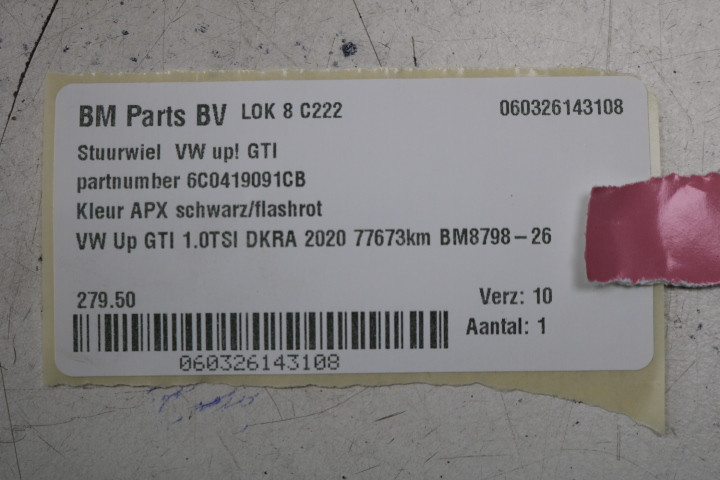 BM Parts BV LOK 8 C222 060326143108
Stuurwiel VW up! GTI
partnumber 6C0419091CB
Kleur APX schwarz/flashrot
VW Up GTI 1.0TSI DKRA 2020 77673km BM8798-26
279.50 Verz: 10
Aantal: 1
060326143108